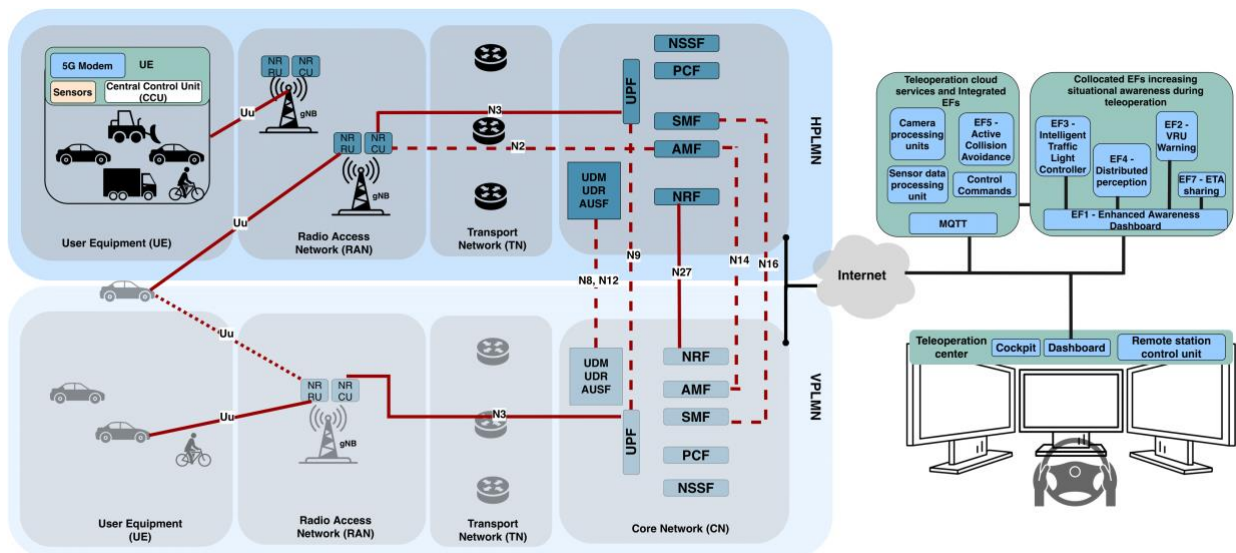 5G Modem
UE
Sensors
Central Control Unit
(CCU)
Uu
User Equipment (UE)
NR
RU
NR
CU
gNB
NR
RU
NR
CU
gNB
Uu
Radio Access
Network (RAN)
N3
N2
Transport
Network (TN)
NSSF
PCF
UPF
SMF
AMF
UDM
UDR
AUSF
NRF
HPLMN
N8, N12
N9
N27
N14
N16
Uu
Uu
NR
RU
NR
CU
gNB
User Equipment
(UE)
Radio Access
Network (RAN)
N3
Transport
Network (TN)
UDM
UDR
AUSF
UPF
NRF
AMF
SMF
PCF
NSSF
Core Network (CN)
VPLMN
Internet
Teleoperation cloud
services and Integrated
EFs
Camera
processing
units
EF5 -
Active
Collision
Avoidance
Sensor data
processing
unit
Control
Commands
MQTT
Collocated EFs increasing
situational awareness during
teleoperation
EF3 -
Intelligent
Traffic
Light
Controller
EF4 -
Distributed
perception
EF2 -
VRU
Warning
EF7 - ETA
sharing
EF1 - Enhanced Awareness
Dashboard
Teleoperation
center
Cockpit
Dashboard
Remote station
control unit